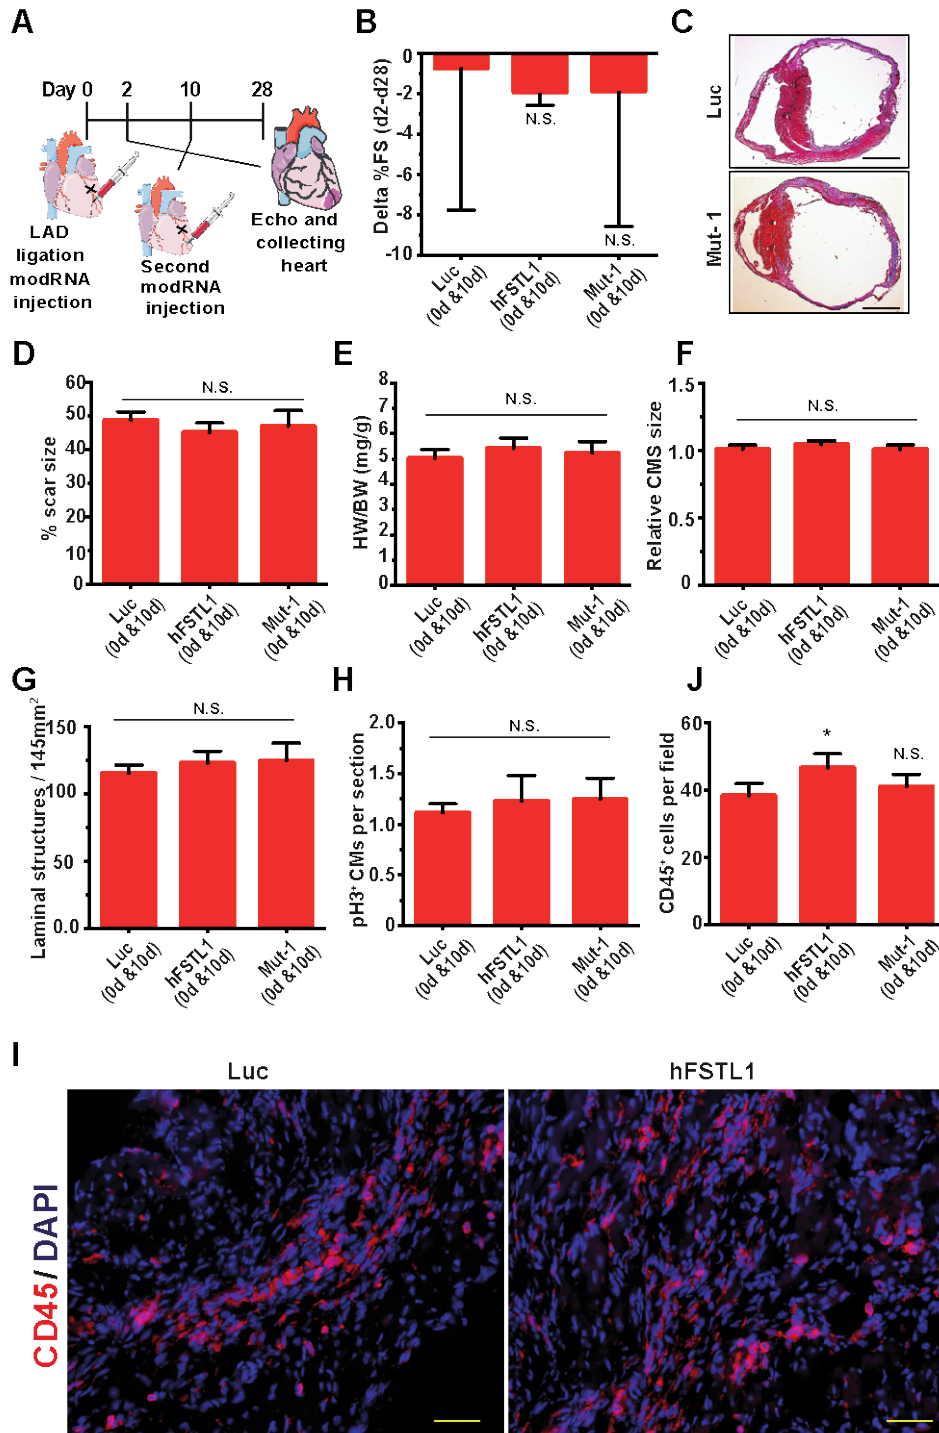 A
Day 0 2 10 28
LAD
ligation
modRNA
injection
Second
modRNA
injection
Echo and
collecting
heart
B
Delta %FS (d2-d28)
0
-2
-4
-6
-8
-10
N.S.
N.S.
Luc
(0d &10d)
hFSTL1
(0d &10d)
Mut-1
(0d &10d)
C
Luc
Mut- 1
D
% scar size
60
50
40
30
20
10
0
N.S.
Luc
(0d &10d)
hFSTL1
(0d &10d)
Mut-1
(0d &10d)
E
HW/BW (mg/g)
9
8
7
6
5
4
3
2
1
0
N.S.
Luc
(0d &10d)
hFSTL1
(0d &10d)
Mut-1
(0d &10d)
F
Relative CMS size
1.5
1.0
0.5
0
N.S.
Luc
(0d &10d)
hFSTL1
(0d &10d)
Mut-1
(0d &10d)
G
Laminal structures / 145mm²
150
100
50
0.0
N.S.
Luc
(0d &10d)
hFSTL1
(0d &10d)
Mut-1
(0d &10d)
H
pH3⁺ CMs per section
2.0
1.5
1.0
0.5
0
N.S.
Luc
(0d &10d)
hFSTL1
(0d &10d)
Mut-1
(0d &10d)
J
CD45⁺ cells per field
60
40
20
0
*
N.S.
Luc
(0d &10d)
hFSTL1
(0d &10d)
Mut-1
(0d &10d)
I
Luc
hFSTL1
CD45 / DAPI